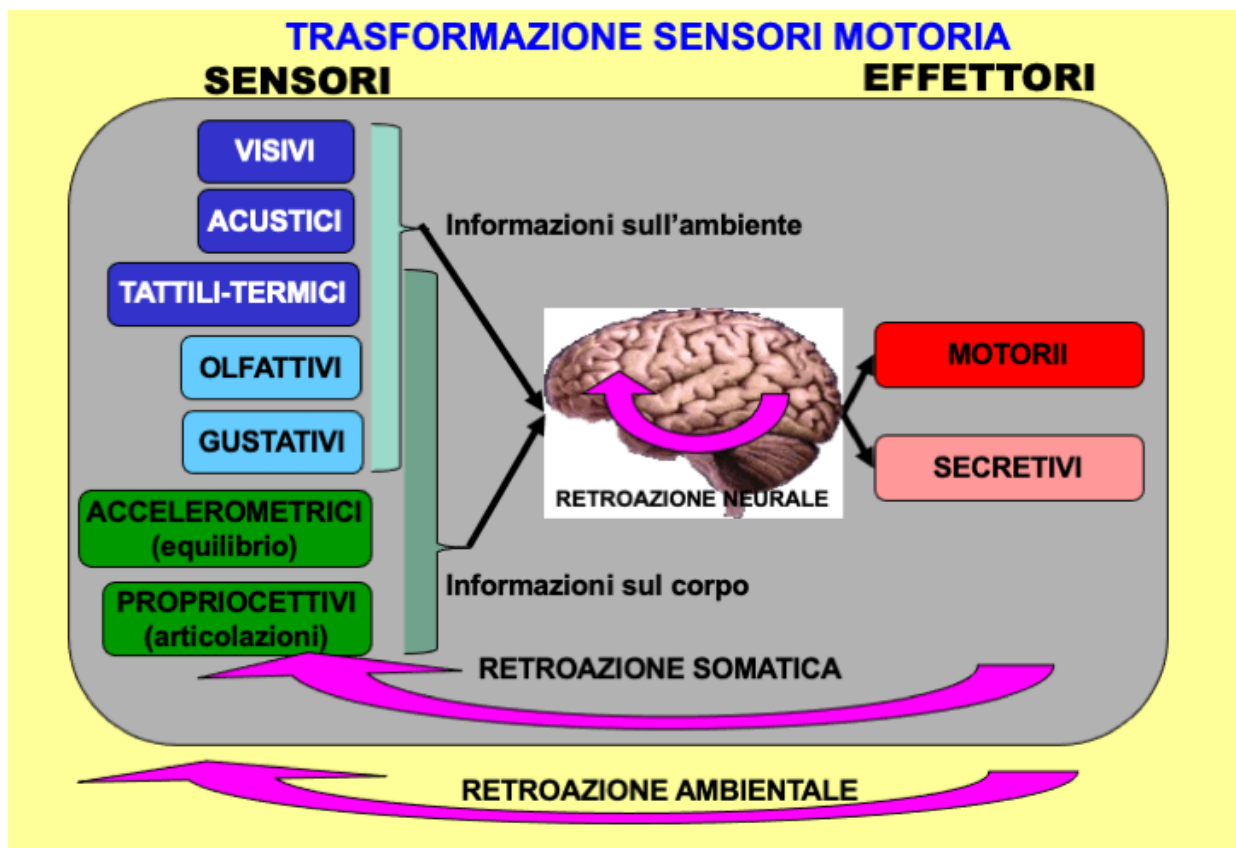 TRASFORMAZIONE SENSORI MOTORIA
SENSORI
EFFETTORI
VISIVI
ACUSTICI
Informazioni sull’ambiente
TATTILI-TERMICI
OLFATTIVI
GUSTATIVI
ACCELEROMETRICI
(equilibrio)
PROPRIOCETTIVI
(articolazioni)
Informazioni sul corpo
RETROAZIONE NEURALE
MOTORII
SECRETIVI
RETROAZIONE SOMATICA
RETROAZIONE AMBIENTALE